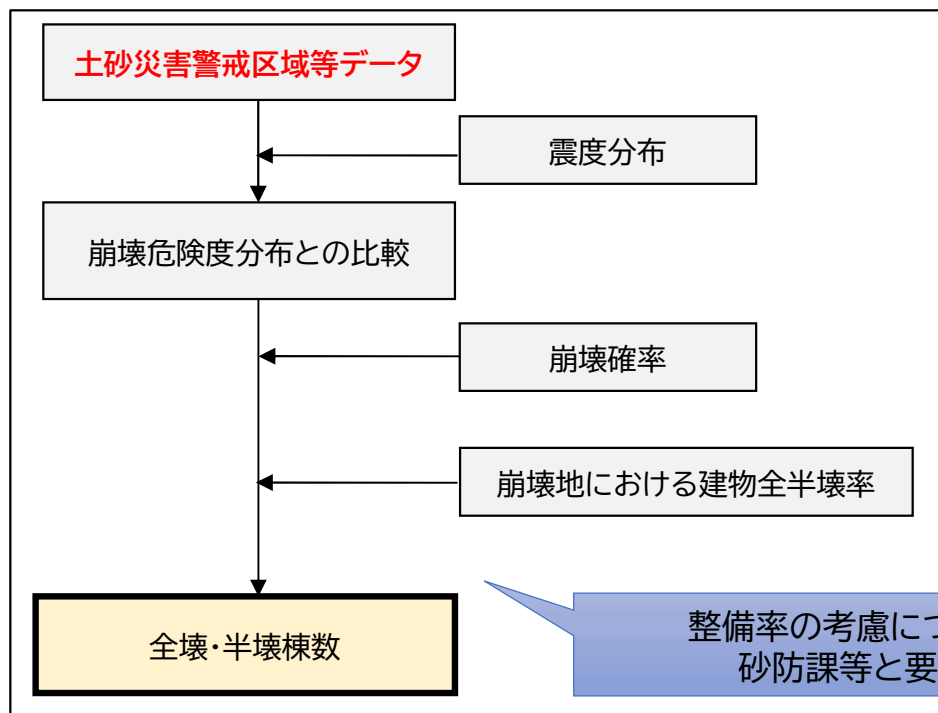 土砂災害警戒区域等データ
震度分布
崩壊危険度分布との比較
崩壊確率
崩壊地における建物全半壊率
全壊・半壊棟数
整備率の考慮に
砂防課等と要